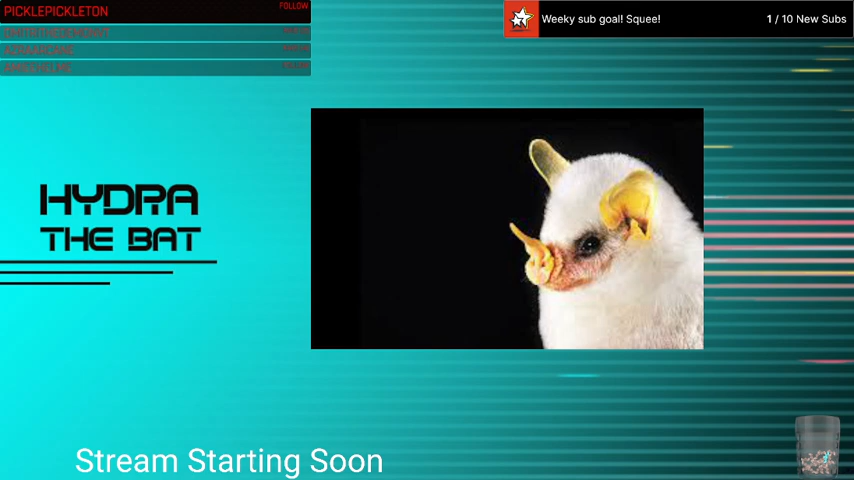 PICKLEPICKLETON
FOLLOW
Weeky sub goal! Squee!
1 / 10 New Subs
HYDRA
THE BAT
Stream Starting Soon